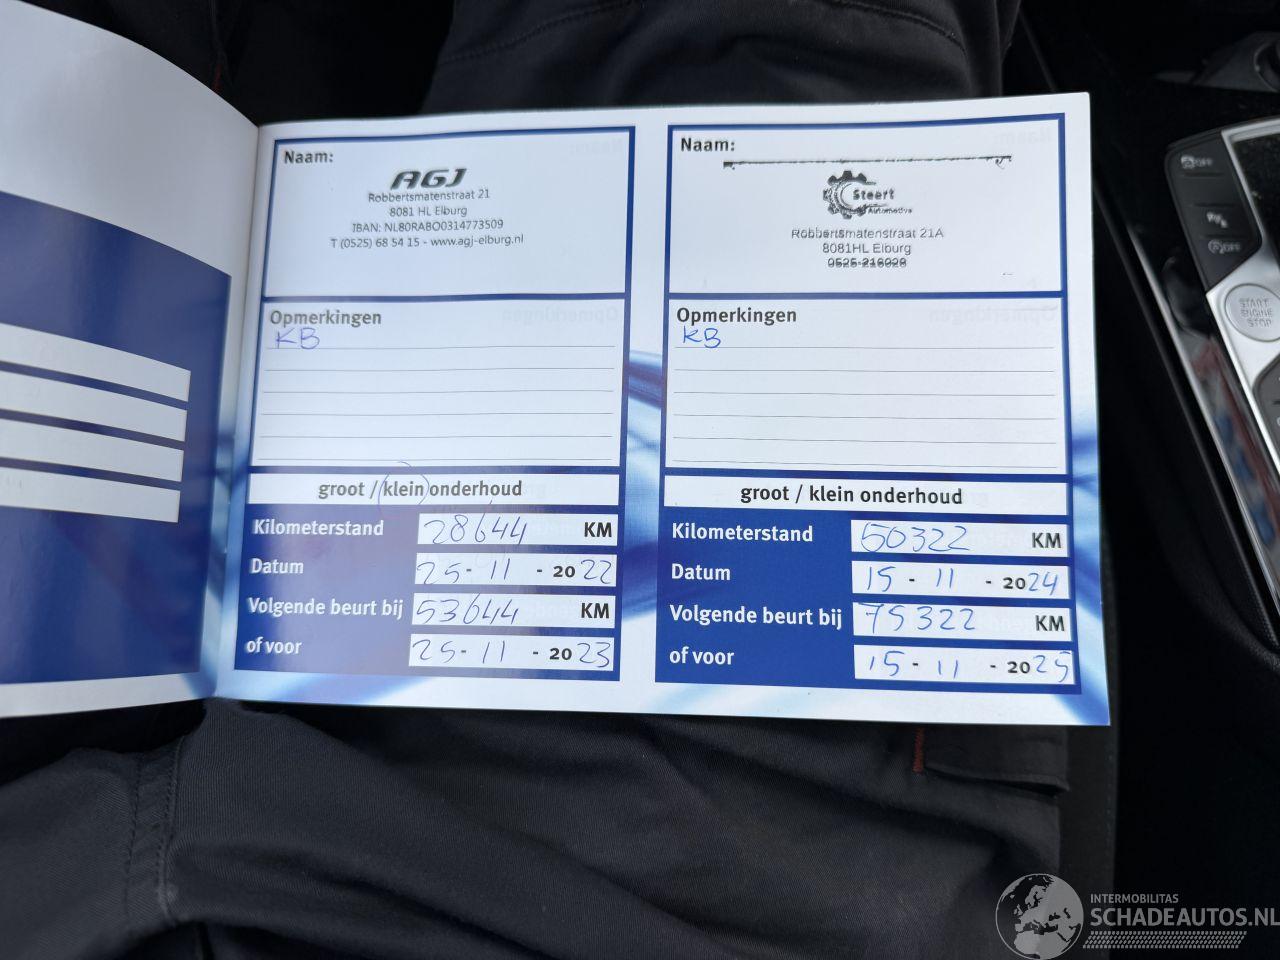 Naam:
AGJ
Robbertsmatenstraat 21
8081 HL Elburg
IBAN: NL80RABO0314773509
T (0525) 68 54 15 - www.agj-elburg.nl
Opmerkingen
KB
groot / klein onderhoud
Kilometerstand 28644 KM
Datum 25-11-2022
Volgende beurt bij 53644 KM
of voor 25-11-2023
Naam:
Steert
Automotive
Robbertsmatenstraat 21A
8081HL Elburg
0525-216028
Opmerkingen
KB
groot / klein onderhoud
Kilometerstand 50322 KM
Datum 15-11-2024
Volgende beurt bij 75322 KM
of voor 15-11-2025
OFF
OFF
START
ENGINE
STOP
INTERMOBILITAS
SCHADEAUTOS.NL